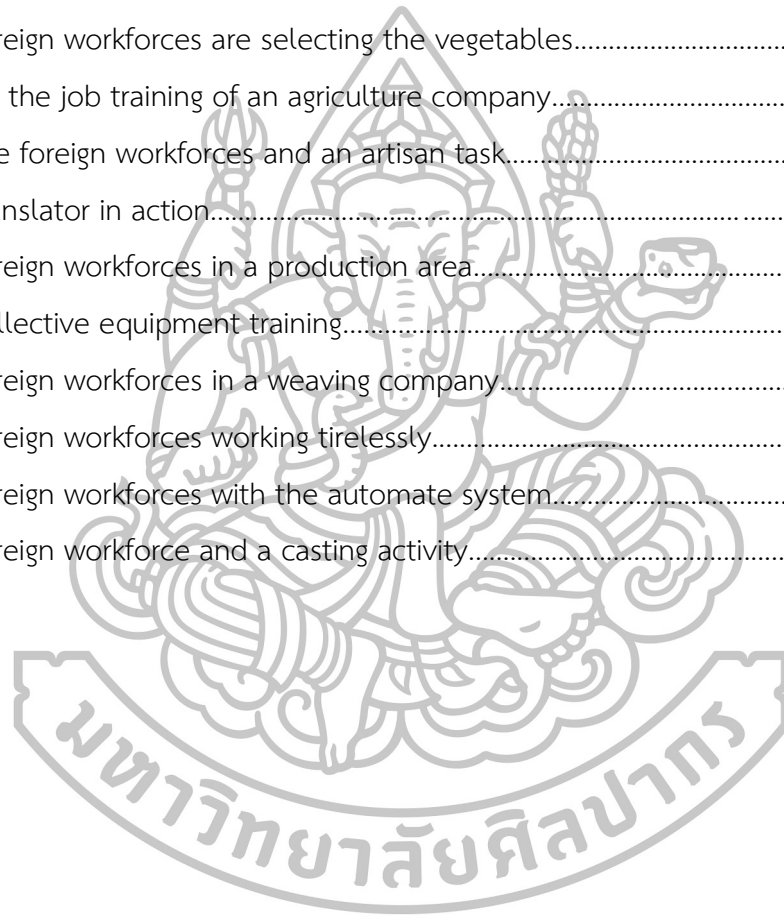 reign workforces are selecting the vegetables
the job training of an agriculture company
e foreign workforces and an artisan task
nslator in action
reign workforces in a production area
llective equipment training
reign workforces in a weaving company
reign workforces working tirelessly
reign workforces with the automate system
reign workforce and a casting activity
มหาวิทยาลัยศิลปากร